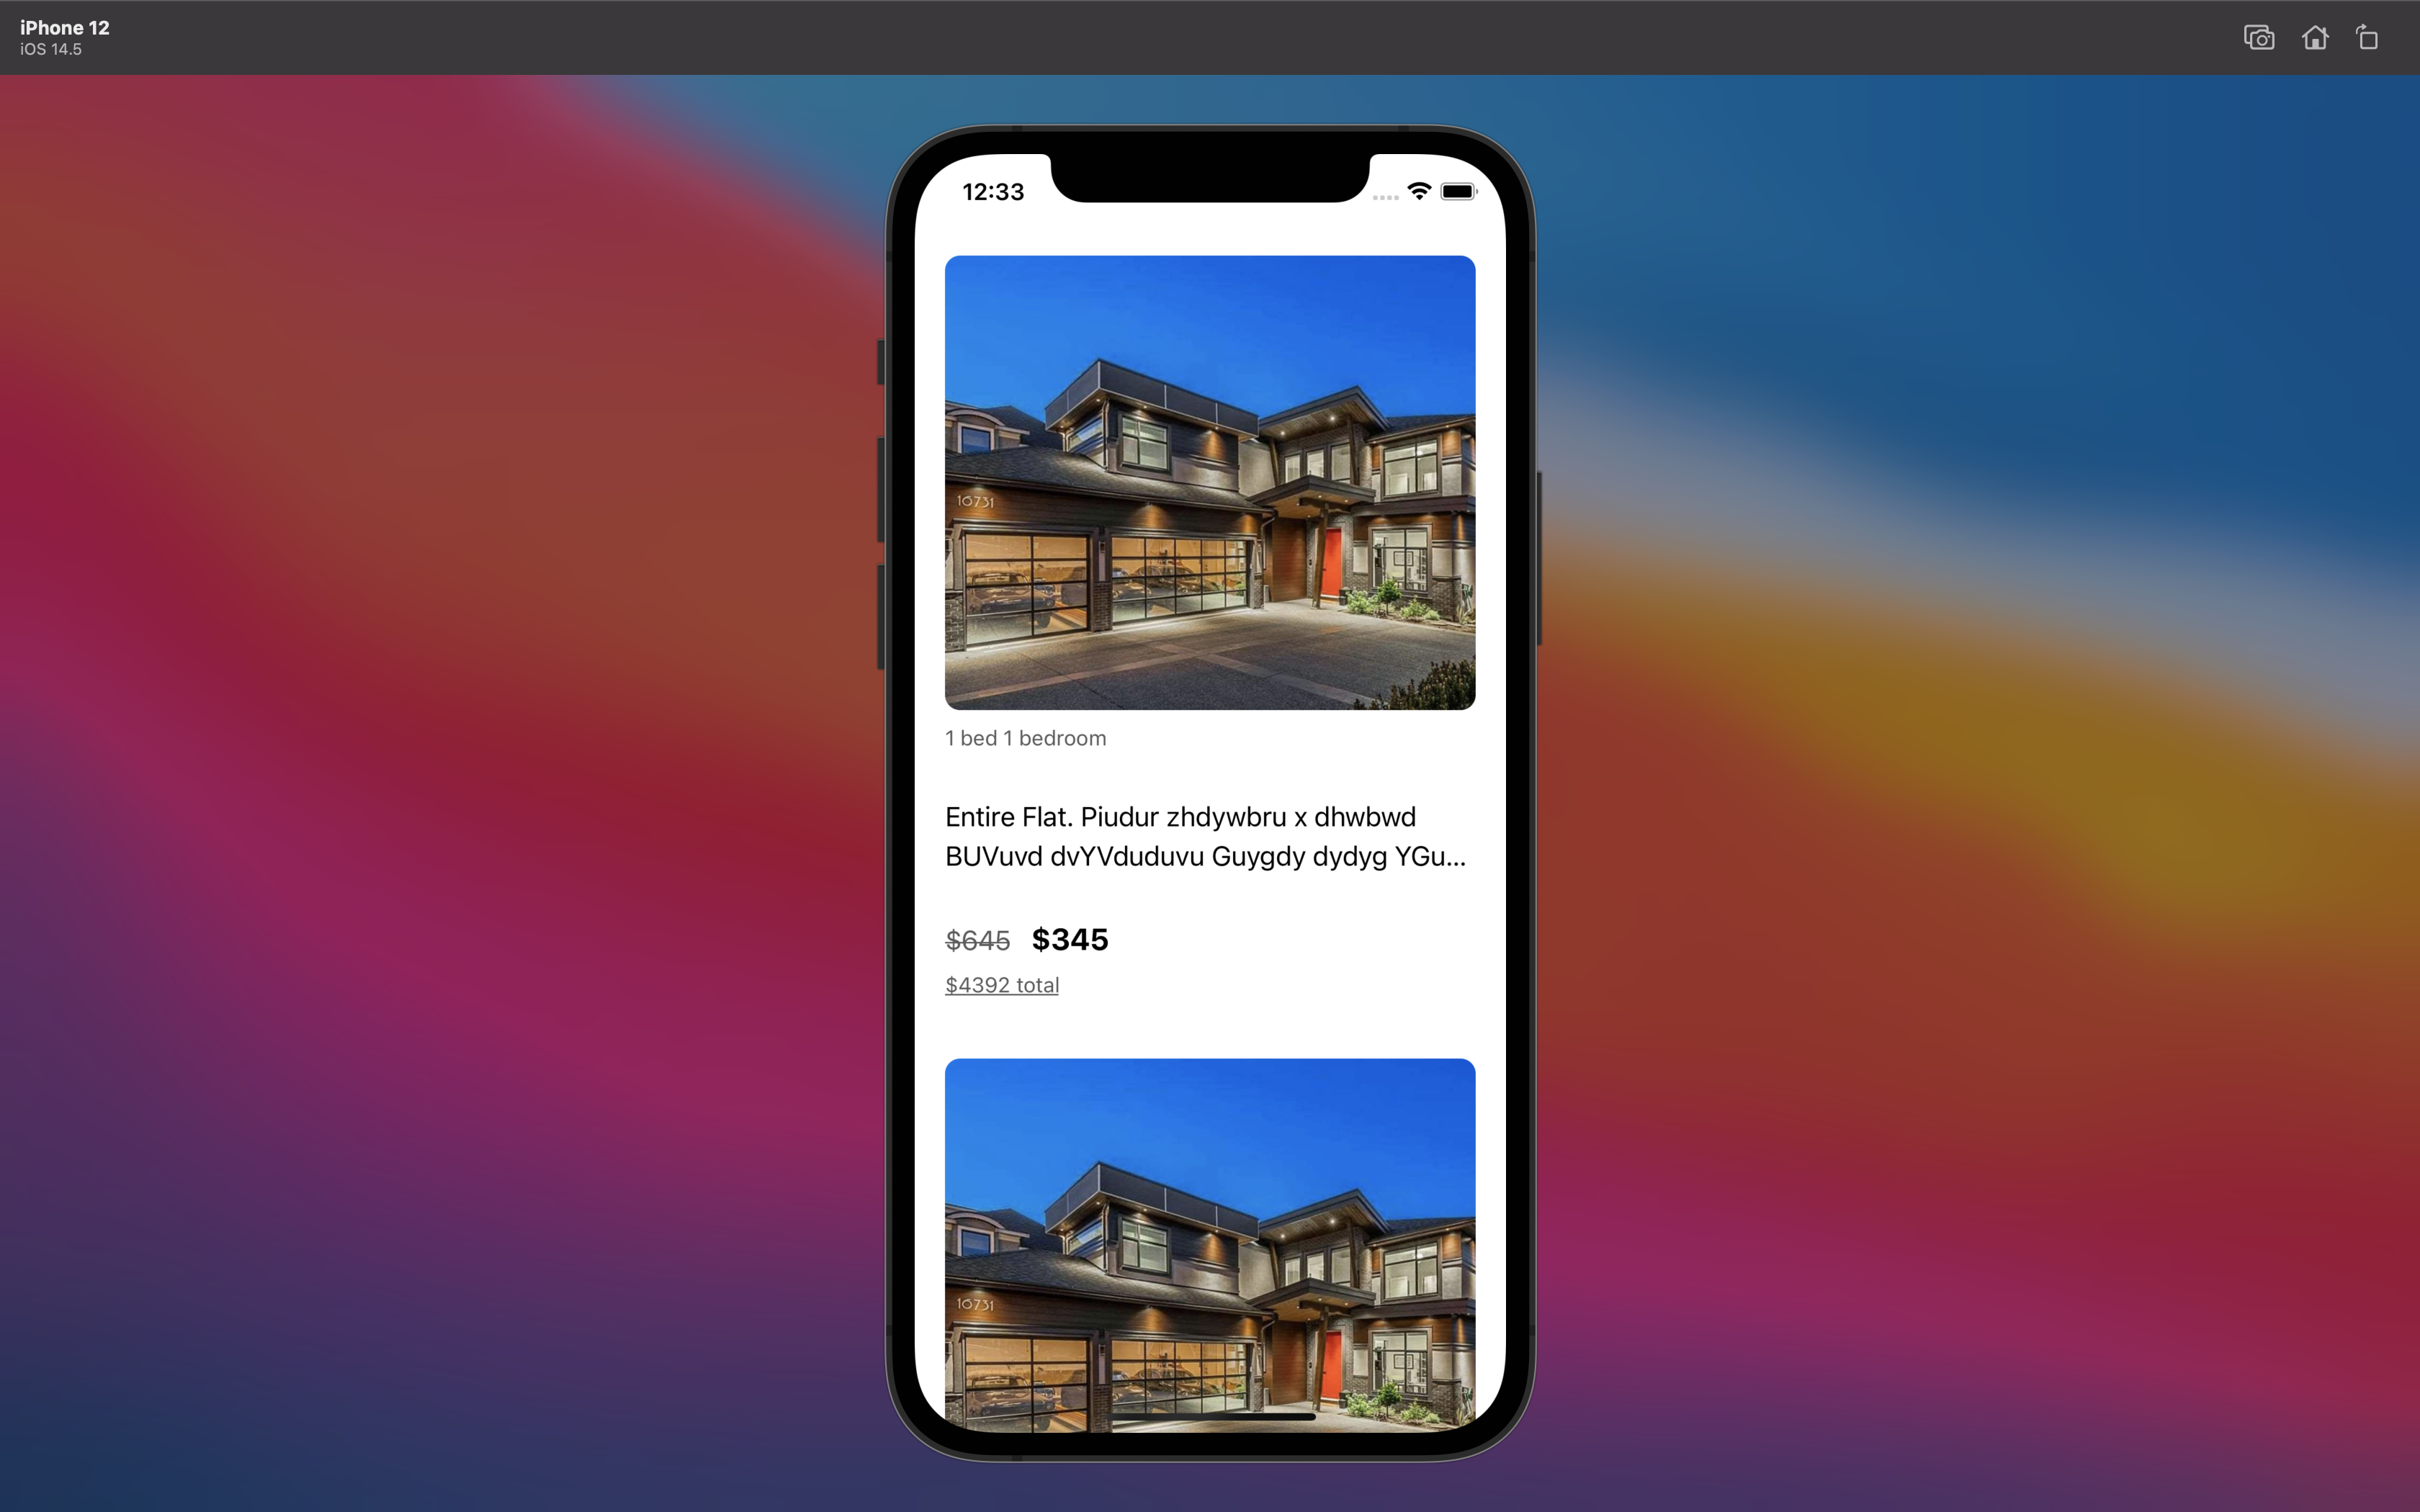 iPhone 12
iOS 14.5
12:33
10731
1 bed 1 bedroom
Entire Flat. Piudur zhdywbru x dhwbwd
BUVuvd dvYVduduvu Guygdy dydyg YGu...
$645 $345
$4392 total
10731